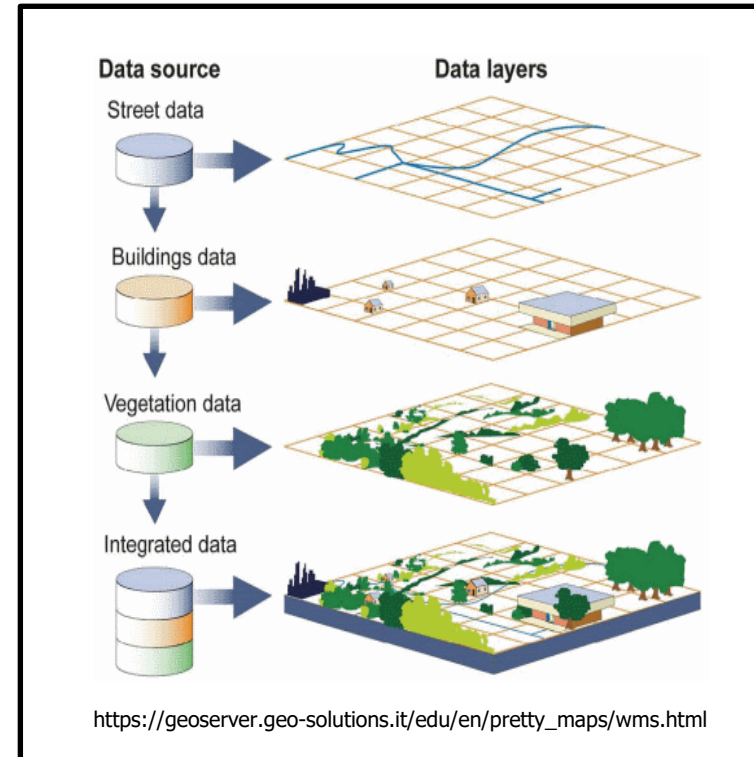 Data source
Data layers
Street data
Buildings data
Vegetation data
Integrated data
https://geoserver.geo-solutions.it/edu/en/pretty_maps/wms.html